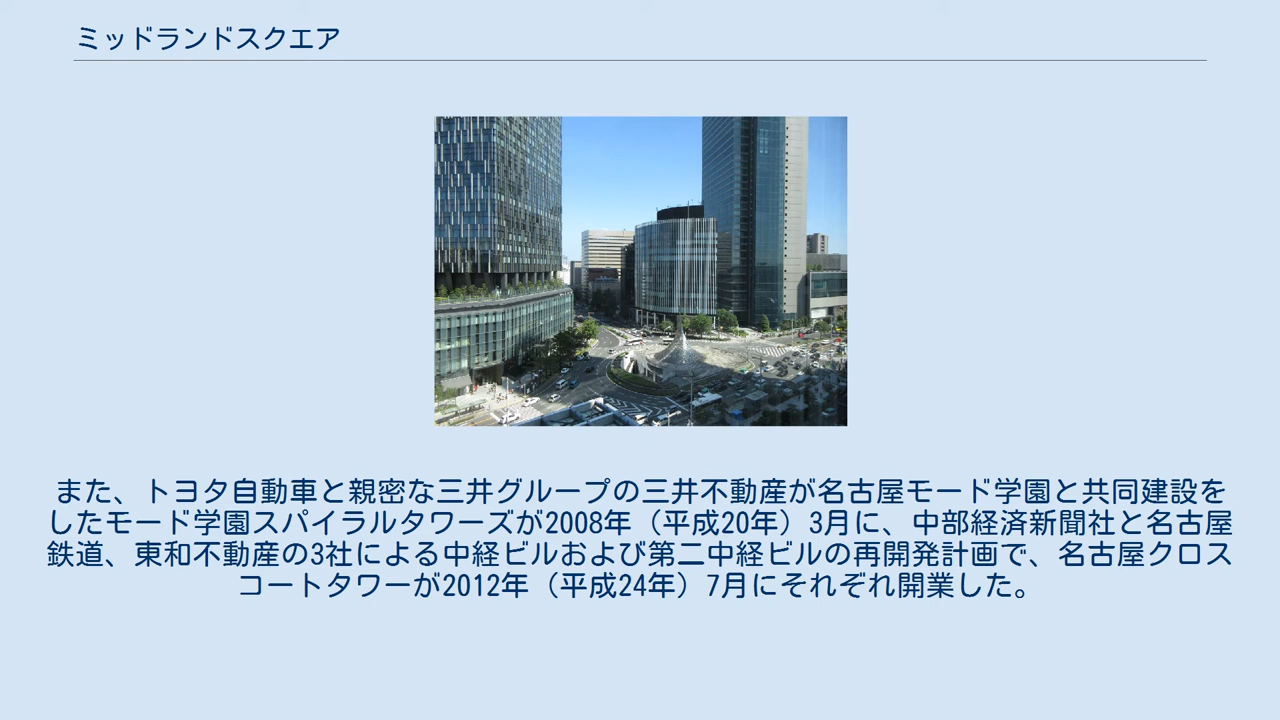 ミッドランドスクエア
また、トヨタ自動車と親密な三井グループの三井不動産が名古屋モード学園と共同建設を
したモード学園スパイラルタワーズが2008年（平成20年）3月に、中部経済新聞社と名古屋
鉄道、東和不動産の3社による中経ビルおよび第二中経ビルの再開発計画で、名古屋クロス
コートタワーが2012年（平成24年）7月にそれぞれ開業した。